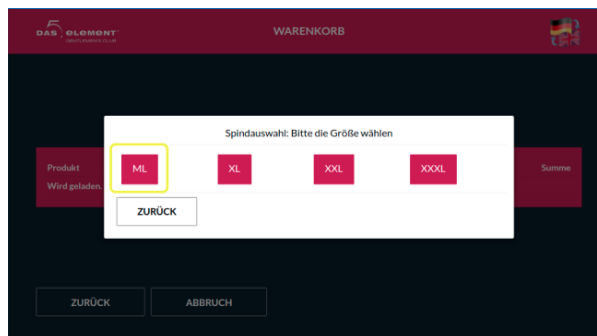 5
DAS element
WARENKORB
Spindauswahl: Bitte die Größe wählen
Produkt
Summe
ML
XL
XXL
XXXL
Wird geladen.
ZURÜCK
ZURÜCK
ABBRUCH